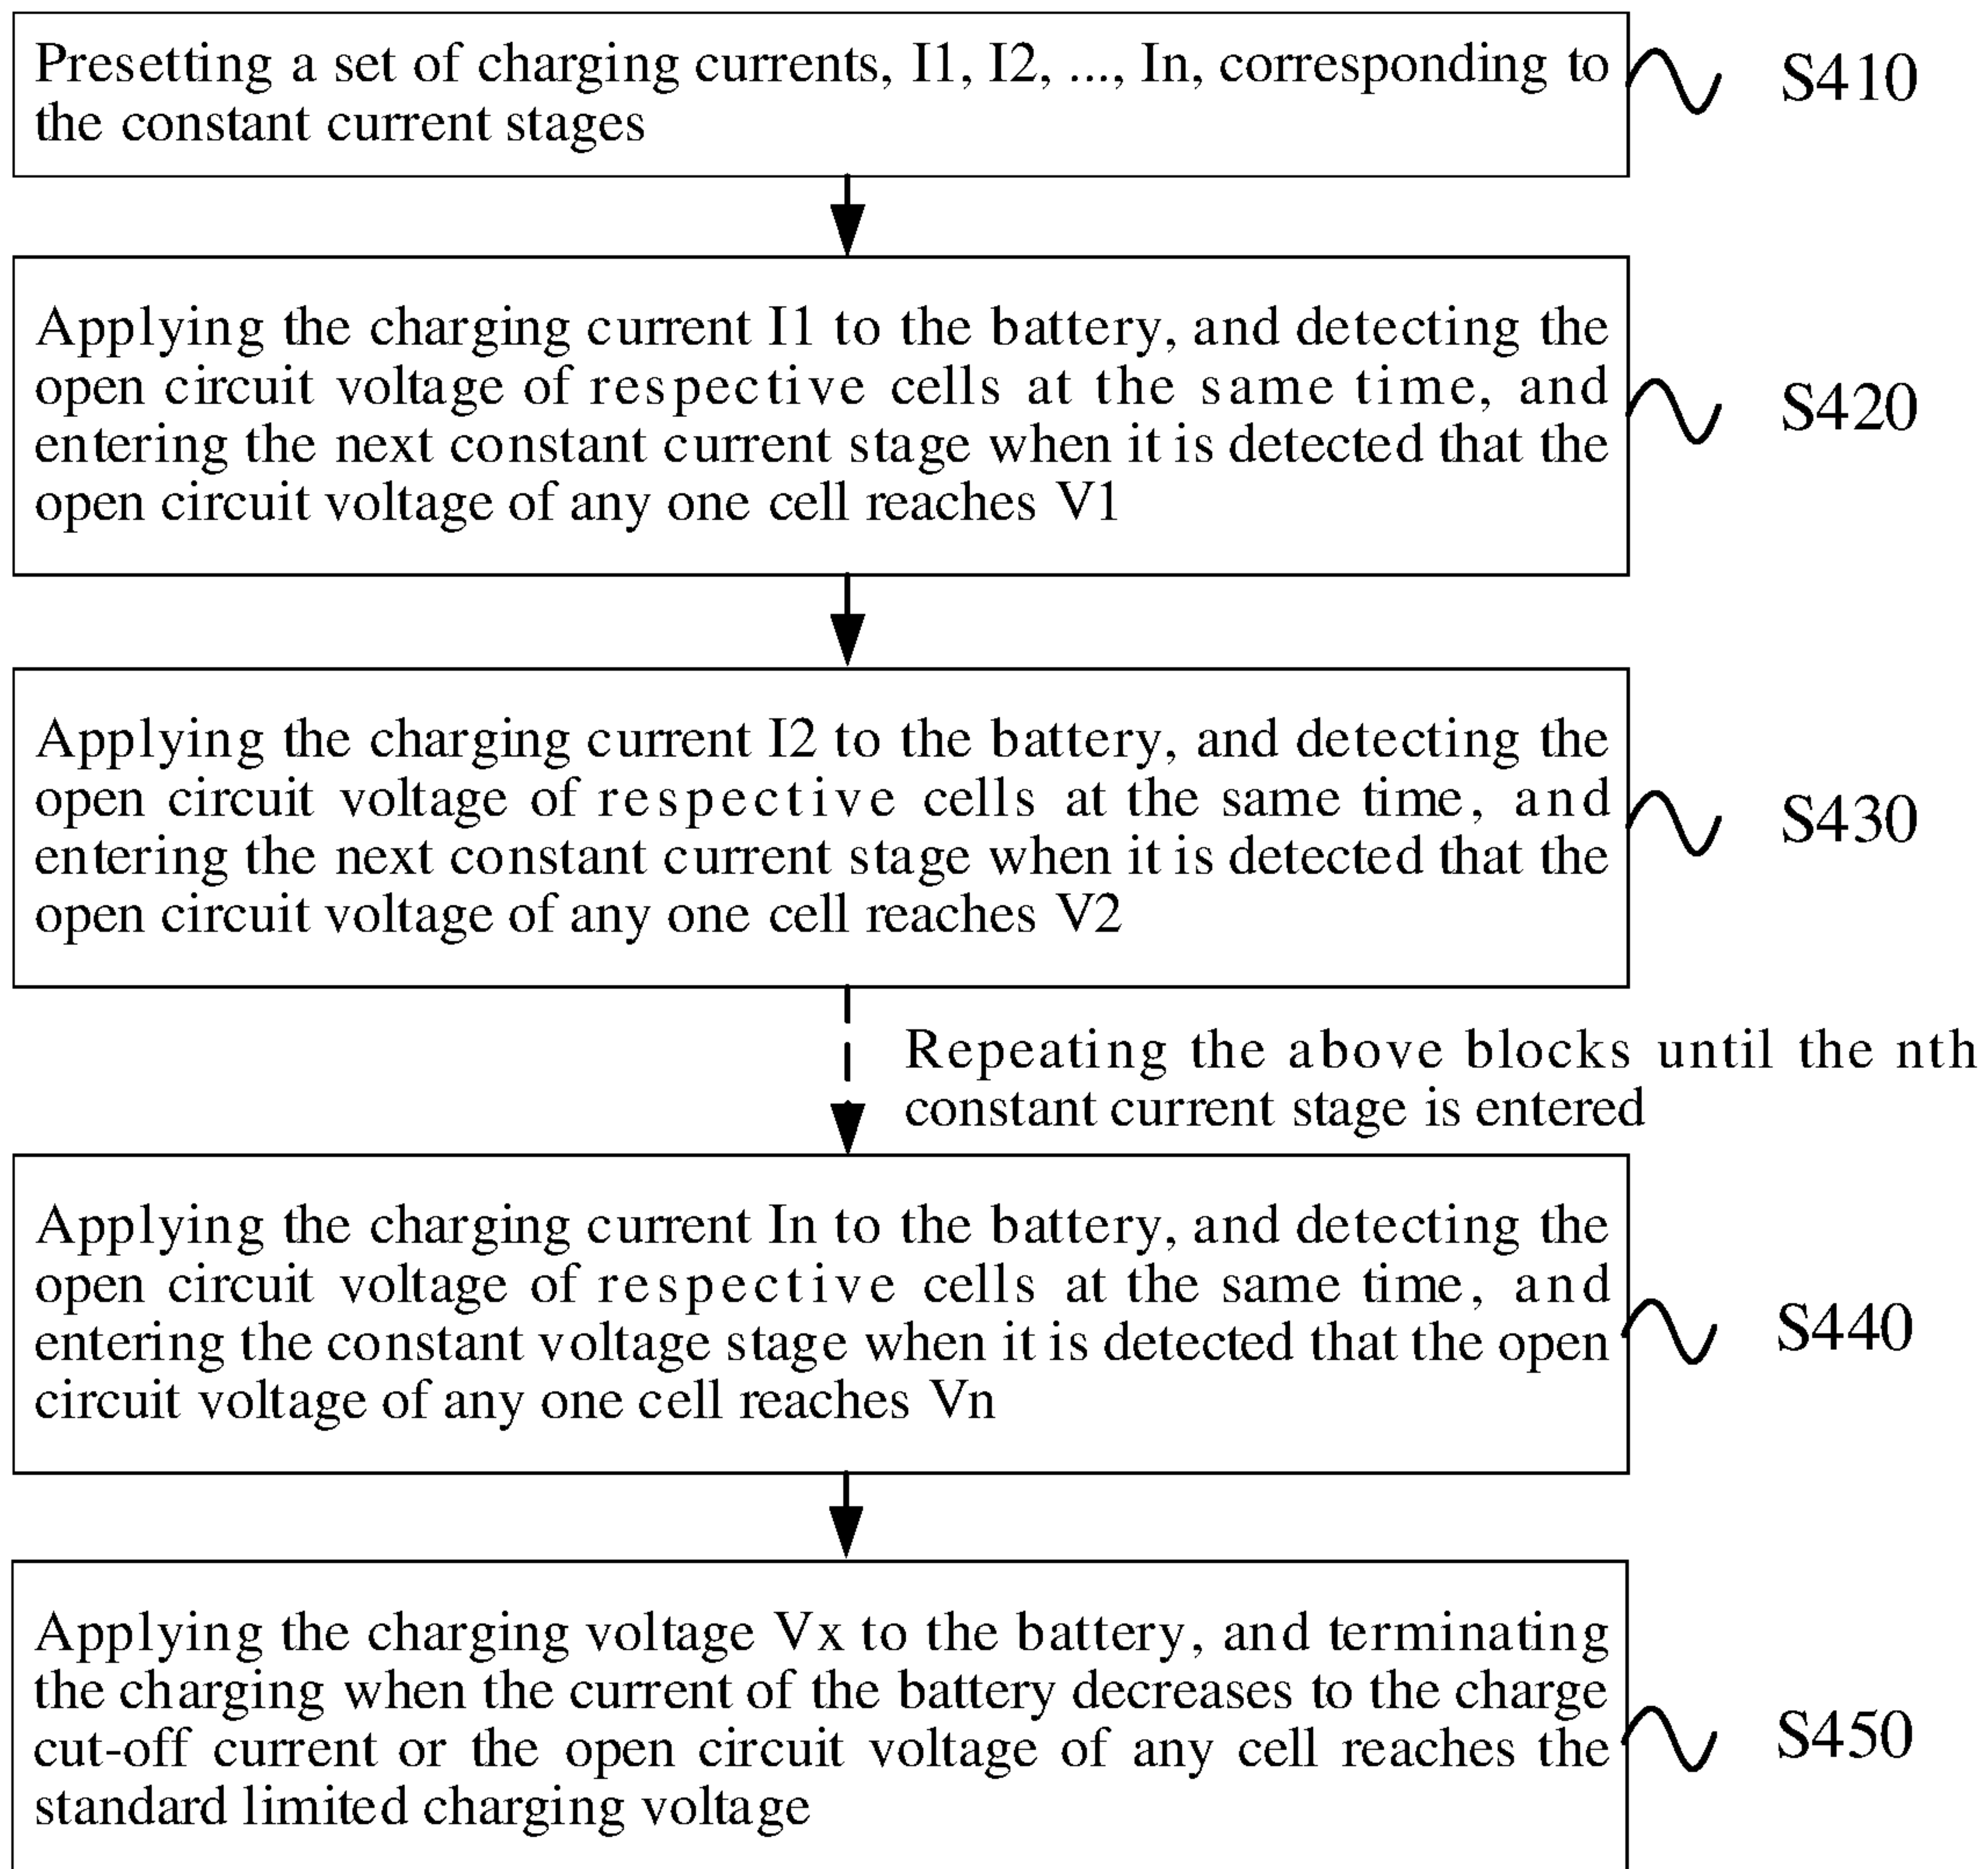 Presetting a set of charging currents, I1, I2, ..., In, corresponding to
the constant current stages
S410
Applying the charging current I1 to the battery, and detecting the
open circuit voltage of respective cells at the same time, and
entering the next constant current stage when it is detected that the
open circuit voltage of any one cell reaches V1
S420
Applying the charging current I2 to the battery, and detecting the
open circuit voltage of respective cells at the same time, and
entering the next constant current stage when it is detected that the
open circuit voltage of any one cell reaches V2
S430
Repeating the above blocks until the nth
constant current stage is entered
Applying the charging current In to the battery, and detecting the
open circuit voltage of respective cells at the same time, and
entering the constant voltage stage when it is detected that the open
circuit voltage of any one cell reaches Vn
S440
Applying the charging voltage Vx to the battery, and terminating
the charging when the current of the battery decreases to the charge
cut-off current or the open circuit voltage of any cell reaches the
standard limited charging voltage
S450